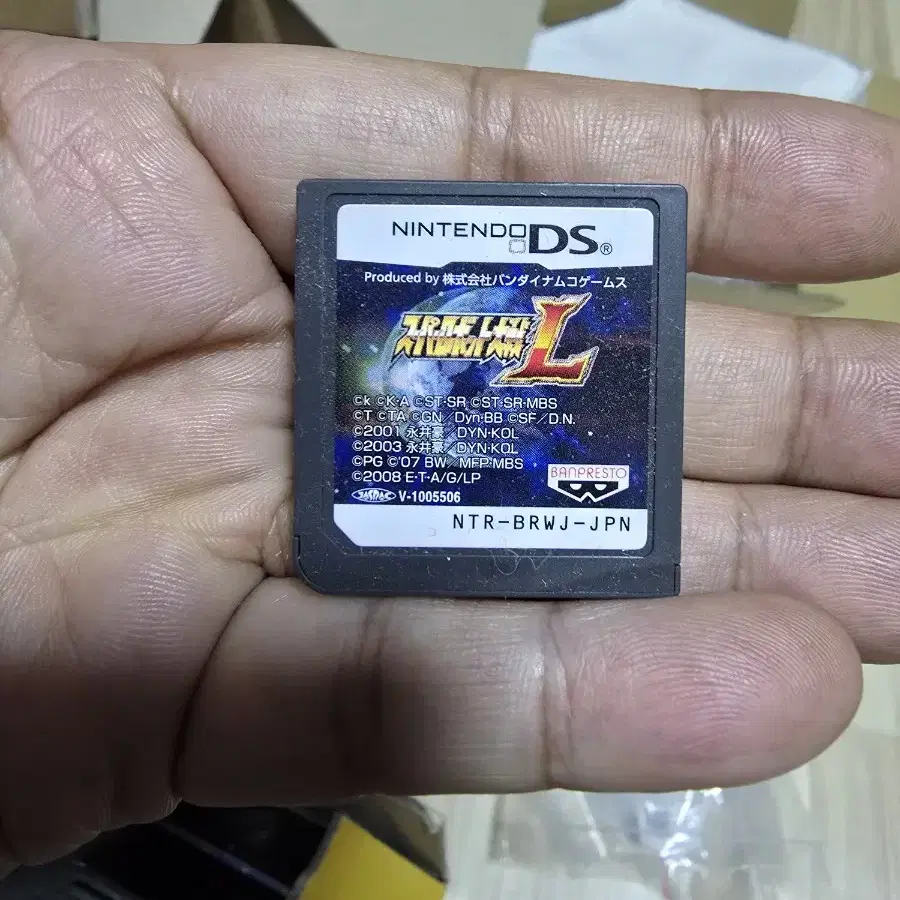 NINTENDO DS®
Produced by 株式会社バンダイナムコゲームス
スーパーロボット大戦 L
©k ©K·A ©ST·SR ©ST·SR·MBS
©T ©TA ©GN／Dyn·BB ©SF／D.N.
©2001 永井豪／DYN·KOL
©2003 永井豪／DYN·KOL
©PG ©'07 BW／MFP·MBS
©2008 E·T·A/G/LP
BANPRESTO
JASRAC V-1005506
NTR-BRWJ-JPN